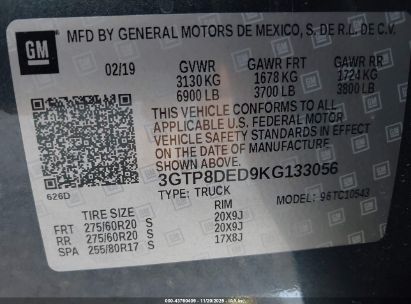 GM
MFD BY GENERAL MOTORS DE MEXICO, S. DE R.L. DE C.V.
02/19 GVWR GAWR FRT GAWR RR
3130 KG 1678 KG 1724 KG
6900 LB 3700 LB 3800 LB
THIS VEHICLE CONFORMS TO ALL
APPLICABLE U.S. FEDERAL MOTOR
VEHICLE SAFETY STANDARDS IN EFFECT
ON THE DATE OF MANUFACTURE
SHOWN ABOVE.
626D 3GTP8DED9KG133056
TYPE: TRUCK MODEL: 96TC10543
TIRE SIZE RIM
FRT 275/60R20 S 20X9J
RR 275/60R20 S 20X9J
SPA 255/80R17 S 17X8J